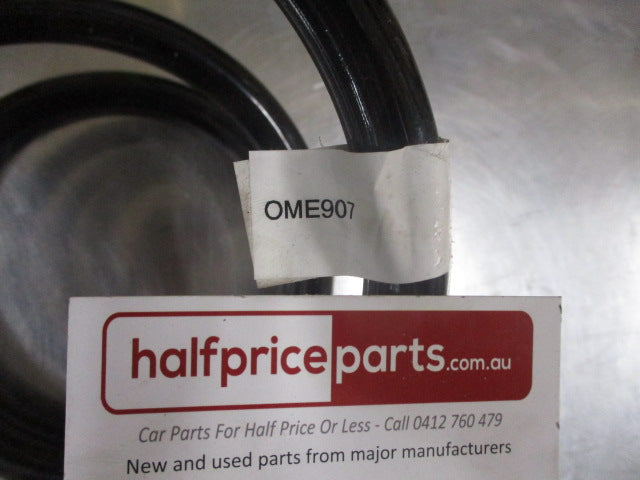 OME907
halfpriceparts.com.au
Car Parts For Half Price Or Less - Call 0412 760 479
New and used parts from major manufacturers